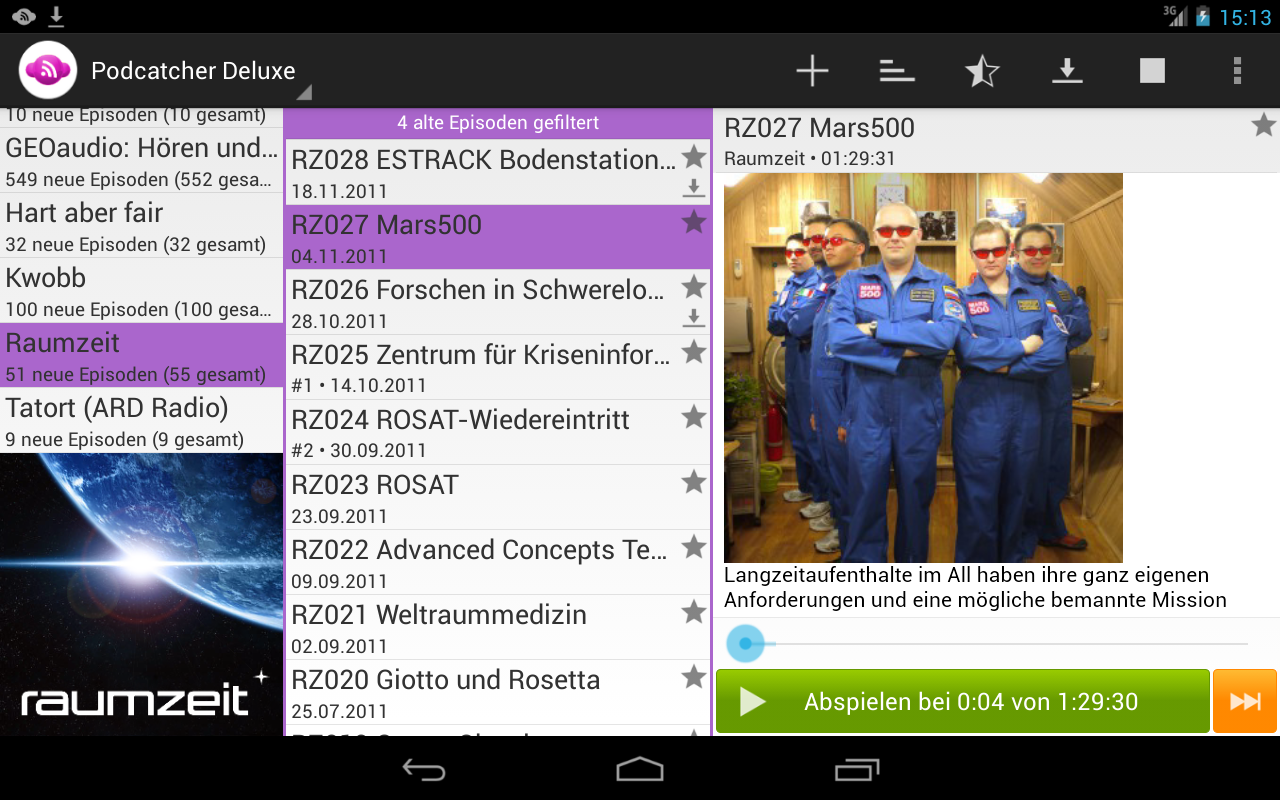 3G
15:13
Podcatcher Deluxe
10 neue Episoden (10 gesamt)
GEOaudio: Hören und…
549 neue Episoden (552 gesa…
Hart aber fair
32 neue Episoden (32 gesamt)
Kwobb
100 neue Episoden (100 gesa…
Raumzeit
51 neue Episoden (55 gesamt)
Tatort (ARD Radio)
9 neue Episoden (9 gesamt)
raumzeit
4 alte Episoden gefiltert
RZ028 ESTRACK Bodenstation…
18.11.2011
RZ027 Mars500
04.11.2011
RZ026 Forschen in Schwerelo…
28.10.2011
RZ025 Zentrum für Kriseninfor…
#1 • 14.10.2011
RZ024 ROSAT-Wiedereintritt
#2 • 30.09.2011
RZ023 ROSAT
23.09.2011
RZ022 Advanced Concepts Te…
09.09.2011
RZ021 Weltraummedizin
02.09.2011
RZ020 Giotto und Rosetta
25.07.2011
RZ027 Mars500
Raumzeit • 01:29:31
MARS
500
MARS
500
Langzeitaufenthalte im All haben ihre ganz eigenen
Anforderungen und eine mögliche bemannte Mission
Abspielen bei 0:04 von 1:29:30